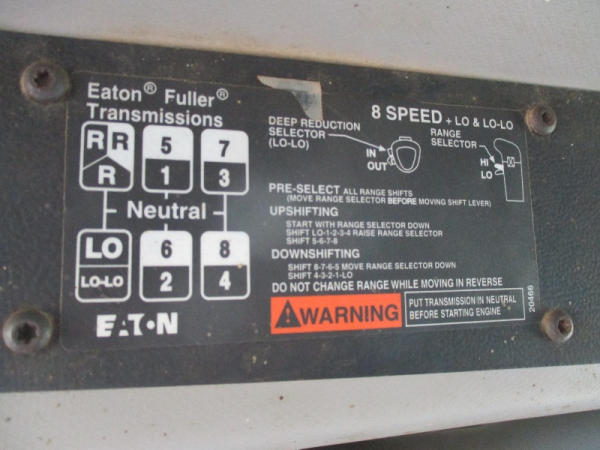 Eaton® Fuller®
Transmissions
8 SPEED + LO & LO-LO
DEEP REDUCTION
SELECTOR
(LO-LO)
IN
OUT
RANGE
SELECTOR
HI
LO
R R 5 7
R 1 3
Neutral
LO 6 8
LO-LO 2 4
EATON
PRE-SELECT ALL RANGE SHIFTS
(MOVE RANGE SELECTOR BEFORE MOVING SHIFT LEVER)
UPSHIFTING
START WITH RANGE SELECTOR DOWN
SHIFT LO-1-2-3-4 RAISE RANGE SELECTOR
SHIFT 5-6-7-8
DOWNSHIFTING
SHIFT 8-7-6-5 MOVE RANGE SELECTOR DOWN
SHIFT 4-3-2-1-LO
DO NOT CHANGE RANGE WHILE MOVING IN REVERSE
WARNING
PUT TRANSMISSION IN NEUTRAL
BEFORE STARTING ENGINE
20466